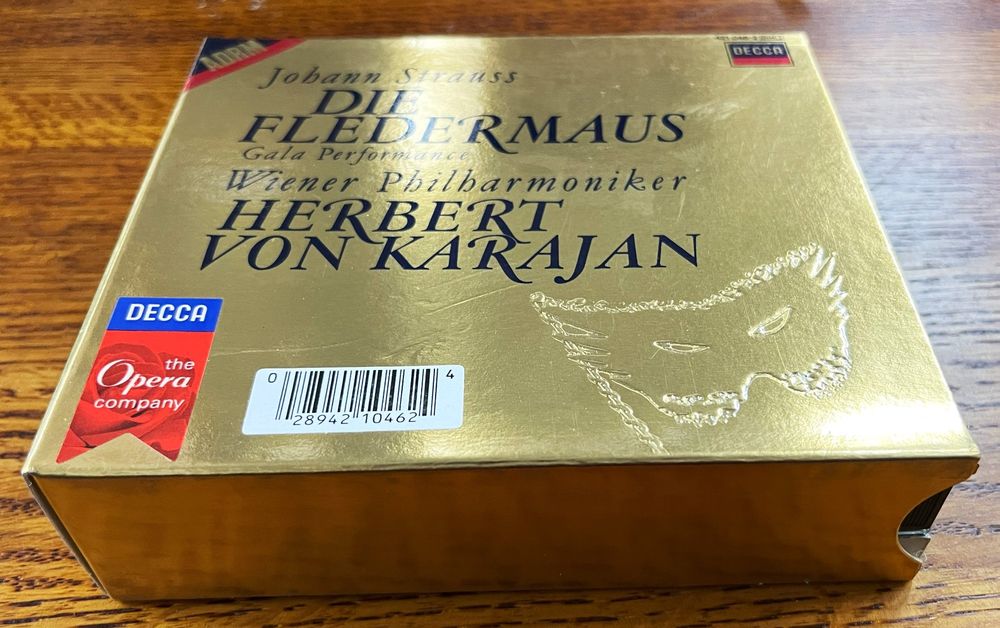 ADRM
DECCA
Johann Strauss
DIE
FLEDERMAUS
Gala Performance
Wiener Philharmoniker
HERBERT
VON KARAJAN
DECCA
the
Opera
company
0 28942 10462 4